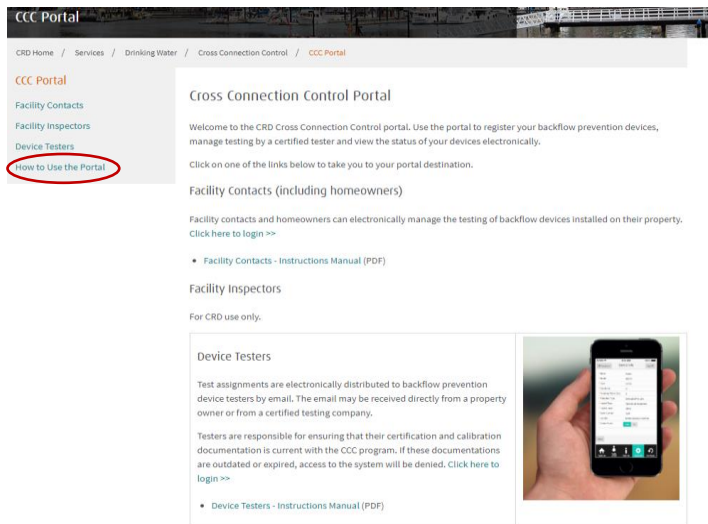 CCC Portal
CRD Home / Services / Drinking Water / Cross Connection Control / CCC Portal
CCC Portal
Facility Contacts
Facility Inspectors
Device Testers
How to Use the Portal
Cross Connection Control Portal
Welcome to the CRD Cross Connection Control portal. Use the portal to register your backflow prevention devices,
manage testing by a certified tester and view the status of your devices electronically.
Click on one of the links below to take you to your portal destination.
Facility Contacts (including homeowners)
Facility contacts and homeowners can electronically manage the testing of backflow devices installed on their property.
Click here to login >>
• Facility Contacts - Instructions Manual (PDF)
Facility Inspectors
For CRD use only.
Device Testers
Test assignments are electronically distributed to backflow prevention
device testers by email. The email may be received directly from a property
owner or from a certified testing company.
Testers are responsible for ensuring that their certification and calibration
documentation is current with the CCC program. If these documentations
are outdated or expired, access to the system will be denied. Click here to
login >>
• Device Testers - Instructions Manual (PDF)